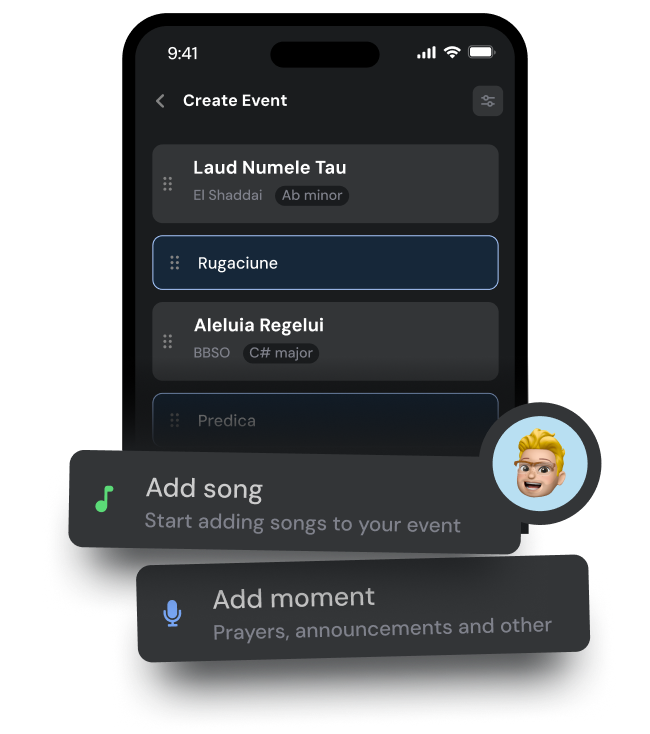 9:41
Create Event
Laud Numele Tau
El Shaddai Ab minor
Rugaciune
Aleluia Regelui
BBSO C# major
Predica
Add song
Start adding songs to your event
Add moment
Prayers, announcements and other